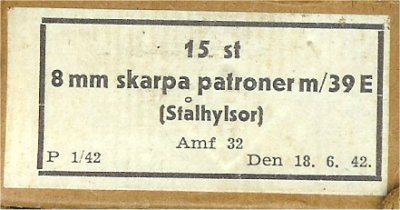 15 st
8 mm skarpa patroner m/39 E
(Stålhylsor)
Amf 32
P 1/42 Den 18. 6. 42.